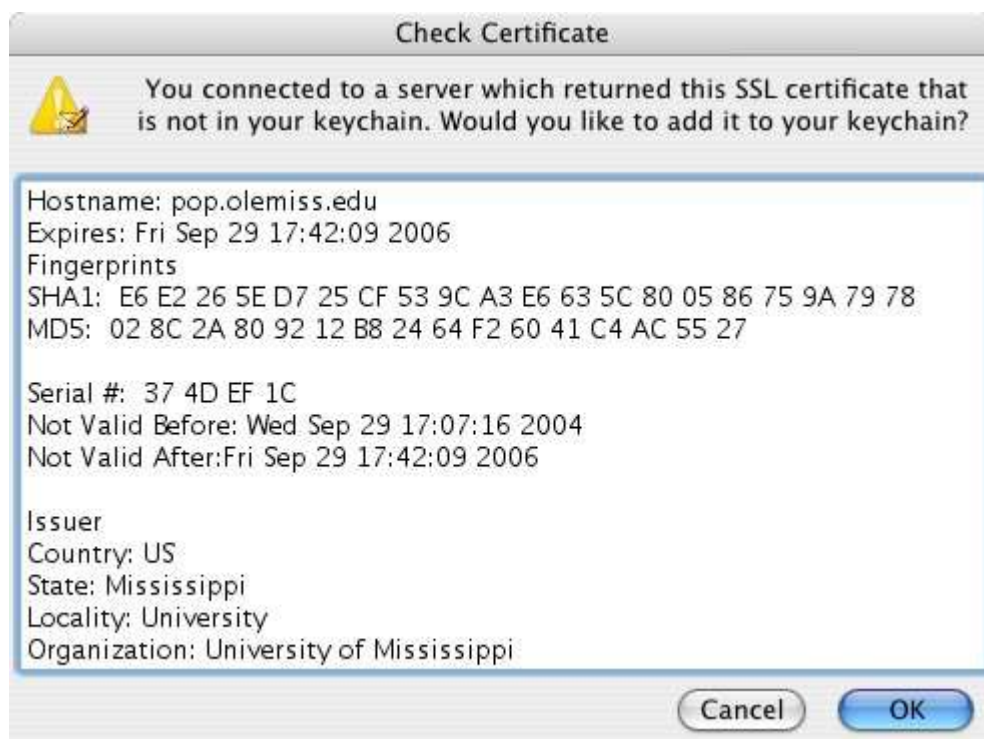 Check Certificate
You connected to a server which returned this SSL certificate that
is not in your keychain. Would you like to add it to your keychain?
Hostname: pop.olemiss.edu
Expires: Fri Sep 29 17:42:09 2006
Fingerprints
SHA1:  E6 E2 26 5E D7 25 CF 53 9C A3 E6 63 5C 80 05 86 75 9A 79 78
MD5:  02 8C 2A 80 92 12 B8 24 64 F2 60 41 C4 AC 55 27
Serial #:  37 4D EF 1C
Not Valid Before: Wed Sep 29 17:07:16 2004
Not Valid After:Fri Sep 29 17:42:09 2006
Issuer
Country: US
State: Mississippi
Locality: University
Organization: University of Mississippi
Cancel OK